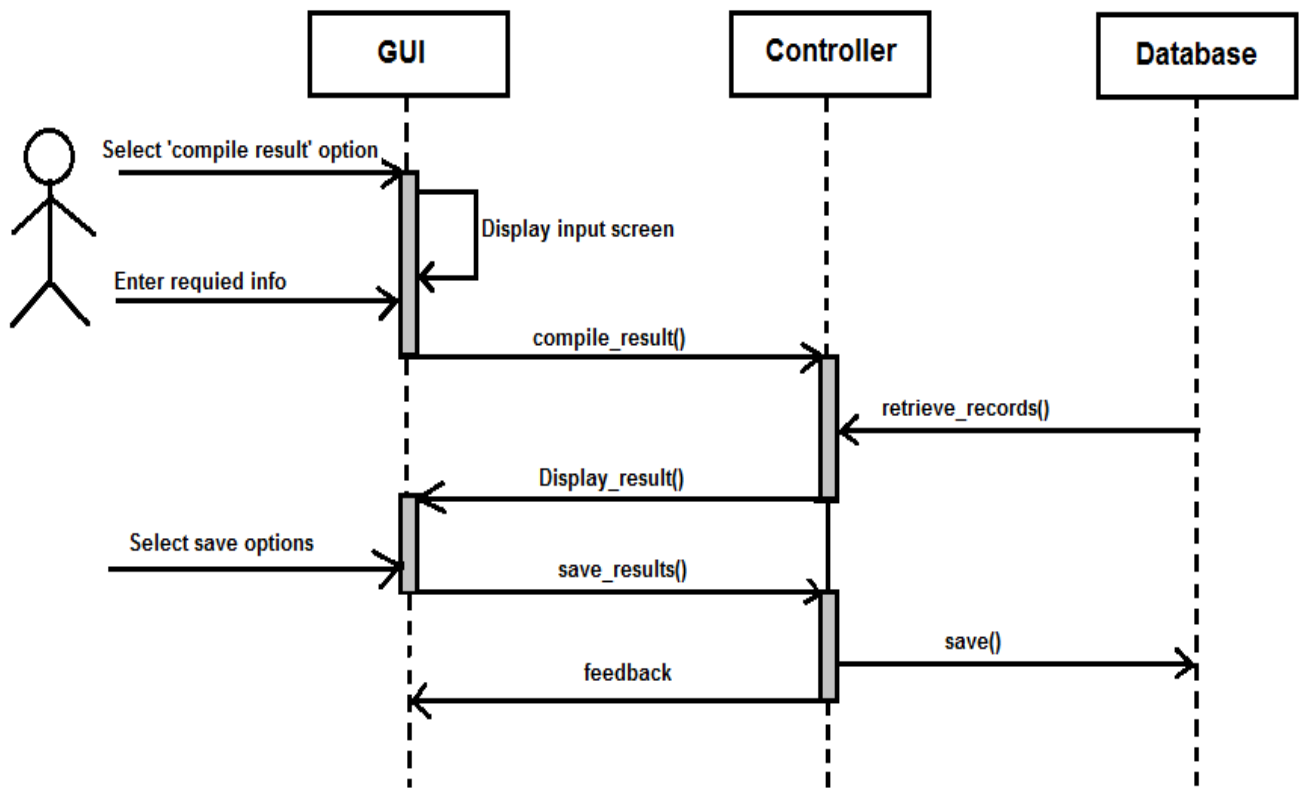 GUI
Controller
Database
Select 'compile result' option
Display input screen
Enter requied info
compile_result()
retrieve_records()
Display_result()
Select save options
save_results()
save()
feedback